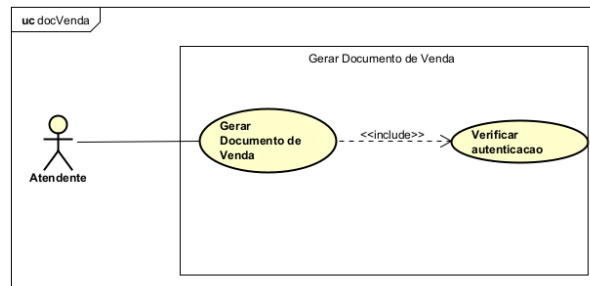 uc docVenda
Gerar Documento de Venda
Gerar
Documento de
Venda
<<include>>
Verificar
autenticacao
Atendente